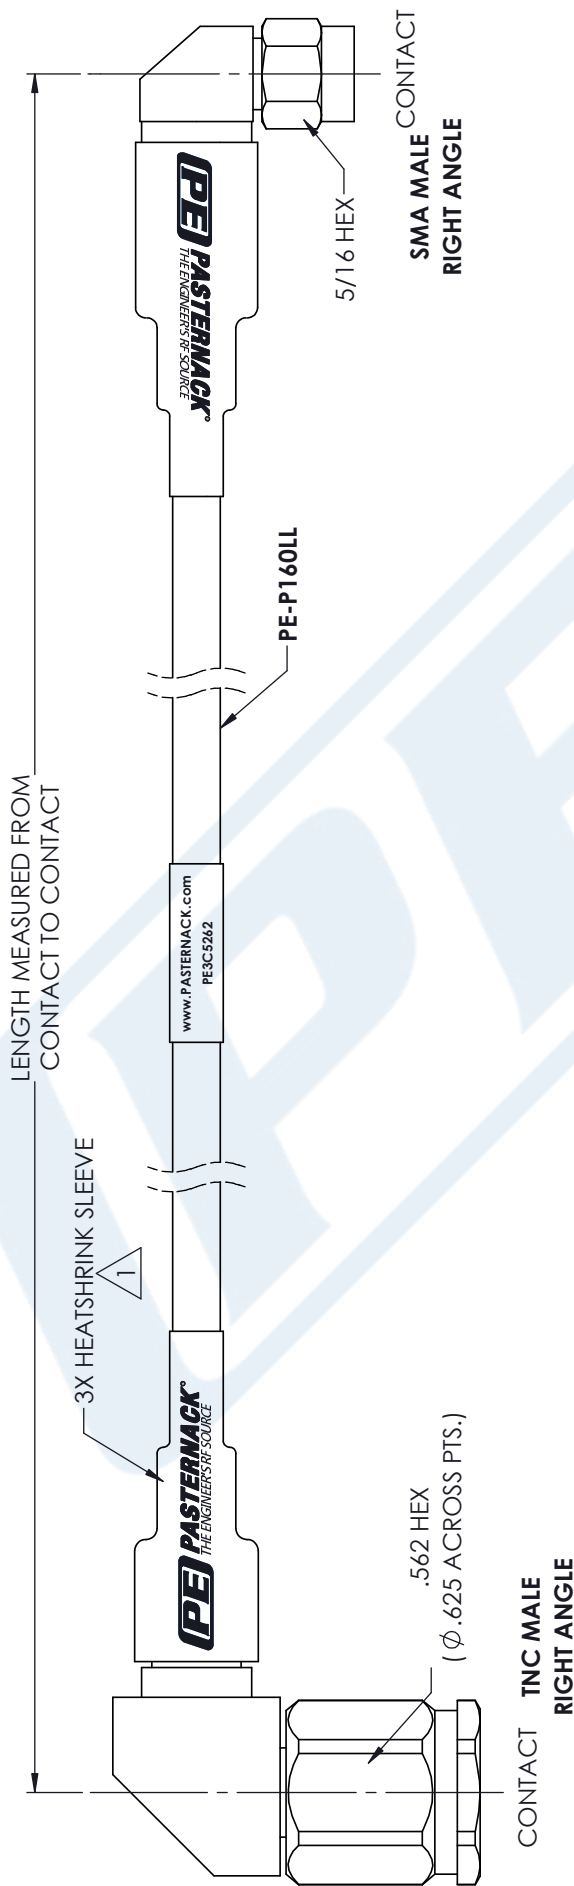 LENGTH MEASURED FROM
CONTACT TO CONTACT
3X HEATSHRINK SLEEVE
1
PE PASTERNACK®
THE ENGINEER'S RF SOURCE
www.PASTERNACK.com
PE3C5262
PE PASTERNACK®
THE ENGINEER'S RF SOURCE
PE-P160LL
.562 HEX
(∅.625 ACROSS PTS.)
5/16 HEX
CONTACT
TNC MALE
RIGHT ANGLE
CONTACT
SMA MALE
RIGHT ANGLE
PE